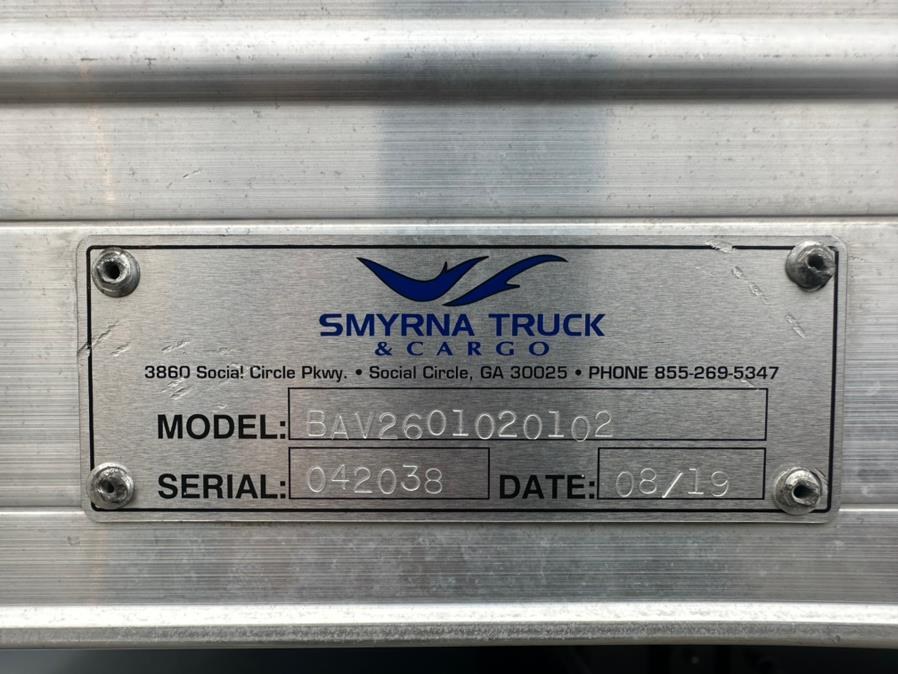 SMYRNA TRUCK
& CARGO
3860 Social Circle Pkwy. • Social Circle, GA 30025 • PHONE 855-269-5347
MODEL: BAV2601020102
SERIAL: 042038 DATE: 08/19